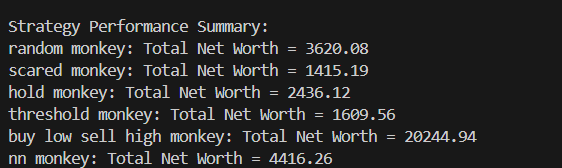 Strategy Performance Summary:
random monkey: Total Net Worth = 3620.08
scared monkey: Total Net Worth = 1415.19
hold monkey: Total Net Worth = 2436.12
threshold monkey: Total Net Worth = 1609.56
buy low sell high monkey: Total Net Worth = 20244.94
nn monkey: Total Net Worth = 4416.26